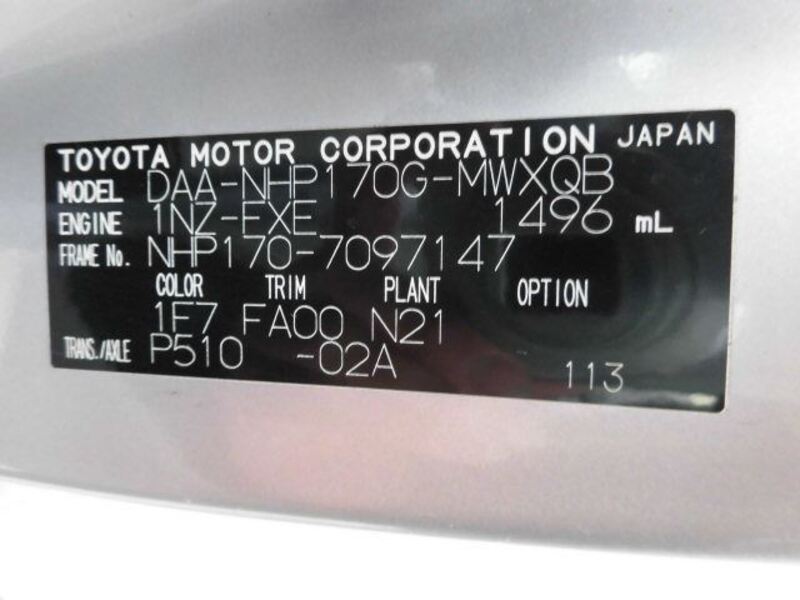 TOYOTA MOTOR CORPORATION JAPAN
MODEL DAA-NHP170G-MWXQB
ENGINE 1NZ-FXE 1496 mL
FRAME No. NHP170-7097147
COLOR TRIM PLANT OPTION
1F7 FA00 N21
TRANS./AXLE P510 -02A
113